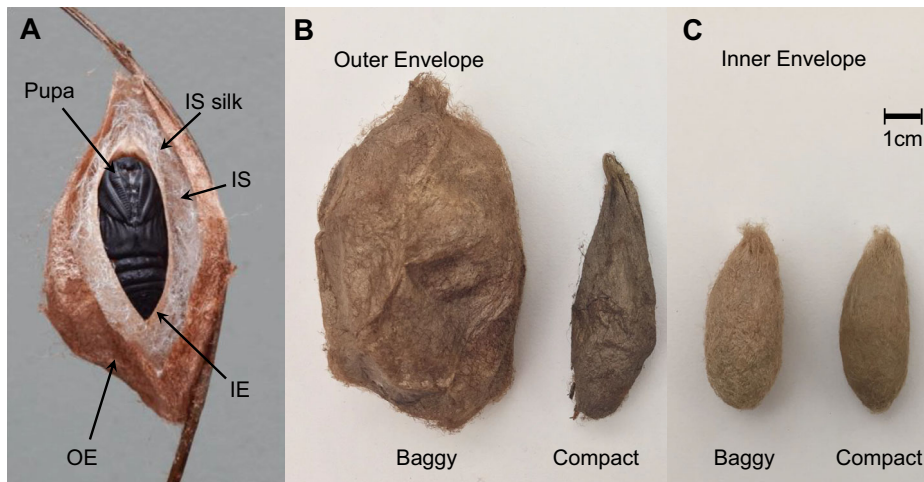 A
Pupa
IS silk
IS
IE
OE
B
Outer Envelope
Baggy
Compact
C
Inner Envelope
1cm
Baggy
Compact